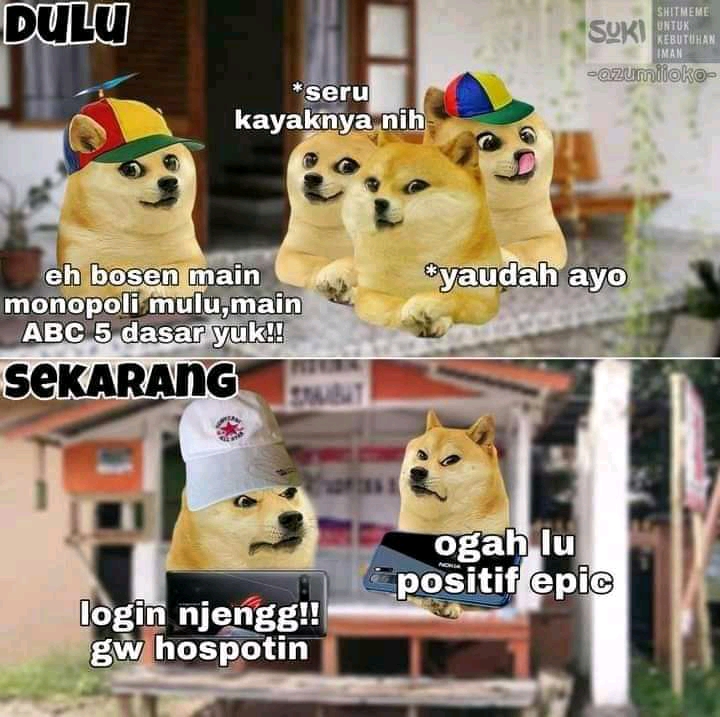 DULU
SUKI
SHITMEME
UNTUK
KEBUTUHAN
IMAN
-azumiioko-
*seru
kayaknya nih
eh bosen main
monopoli mulu,main
ABC 5 dasar yuk!!
*yaudah ayo
SEKARANG
ogah lu
NOKIA
positif epic
login njengg!!
gw hospotin